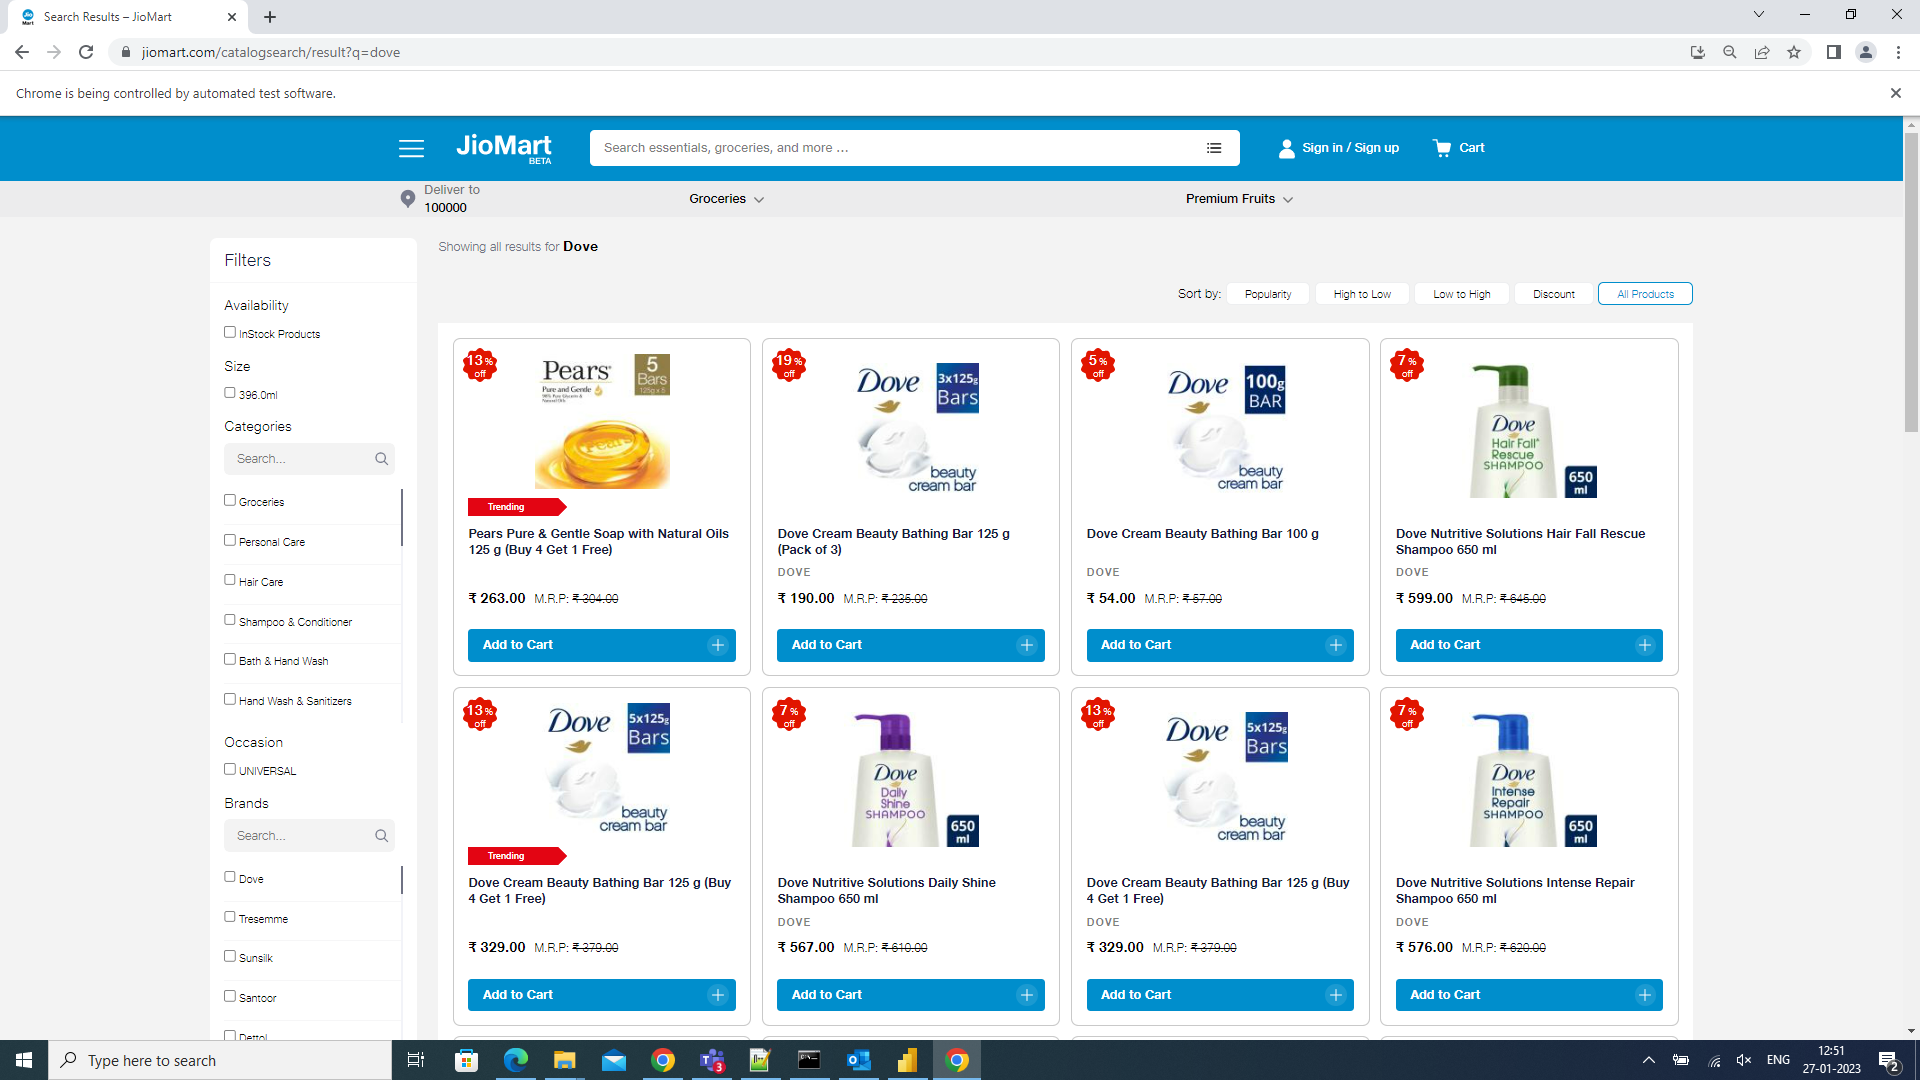 Search Results – JioMart
jiomart.com/catalogsearch/result?q=dove
Chrome is being controlled by automated test software.
JioMart
BETA
Search essentials, groceries, and more ...
Sign in / Sign up
Cart
Deliver to
100000
Groceries
Premium Fruits
Filters
Availability
InStock Products
Size
396.0ml
Categories
Search...
Groceries
Personal Care
Hair Care
Shampoo & Conditioner
Bath & Hand Wash
Hand Wash & Sanitizers
Occasion
UNIVERSAL
Brands
Search...
Dove
Tresemme
Sunsilk
Santoor
Dettol
Showing all results for Dove
Sort by: Popularity High to Low Low to High Discount All Products
13% off
Pears
Pure and Gentle
5
Bars
125g x 5
Trending
Pears Pure & Gentle Soap with Natural Oils
125 g (Buy 4 Get 1 Free)
₹ 263.00 M.R.P: ₹ 304.00
Add to Cart
19% off
Dove
3x125g
Bars
beauty
cream bar
Dove Cream Beauty Bathing Bar 125 g
(Pack of 3)
DOVE
₹ 190.00 M.R.P: ₹ 235.00
Add to Cart
5% off
Dove
100g
BAR
beauty
cream bar
Dove Cream Beauty Bathing Bar 100 g
DOVE
₹ 54.00 M.R.P: ₹ 57.00
Add to Cart
7% off
Dove
Hair Fall
Rescue
SHAMPOO
650
ml
Dove Nutritive Solutions Hair Fall Rescue
Shampoo 650 ml
DOVE
₹ 599.00 M.R.P: ₹ 645.00
Add to Cart
13% off
Dove
5x125g
Bars
beauty
cream bar
Trending
Dove Cream Beauty Bathing Bar 125 g (Buy
4 Get 1 Free)
₹ 329.00 M.R.P: ₹ 379.00
Add to Cart
7% off
Dove
Daily
Shine
SHAMPOO
650
ml
Dove Nutritive Solutions Daily Shine
Shampoo 650 ml
DOVE
₹ 567.00 M.R.P: ₹ 610.00
Add to Cart
13% off
Dove
5x125g
Bars
beauty
cream bar
Dove Cream Beauty Bathing Bar 125 g (Buy
4 Get 1 Free)
DOVE
₹ 329.00 M.R.P: ₹ 379.00
Add to Cart
7% off
Dove
Intense
Repair
SHAMPOO
650
ml
Dove Nutritive Solutions Intense Repair
Shampoo 650 ml
DOVE
₹ 576.00 M.R.P: ₹ 620.00
Add to Cart
Type here to search
3
ENG
12:51
27-01-2023
2